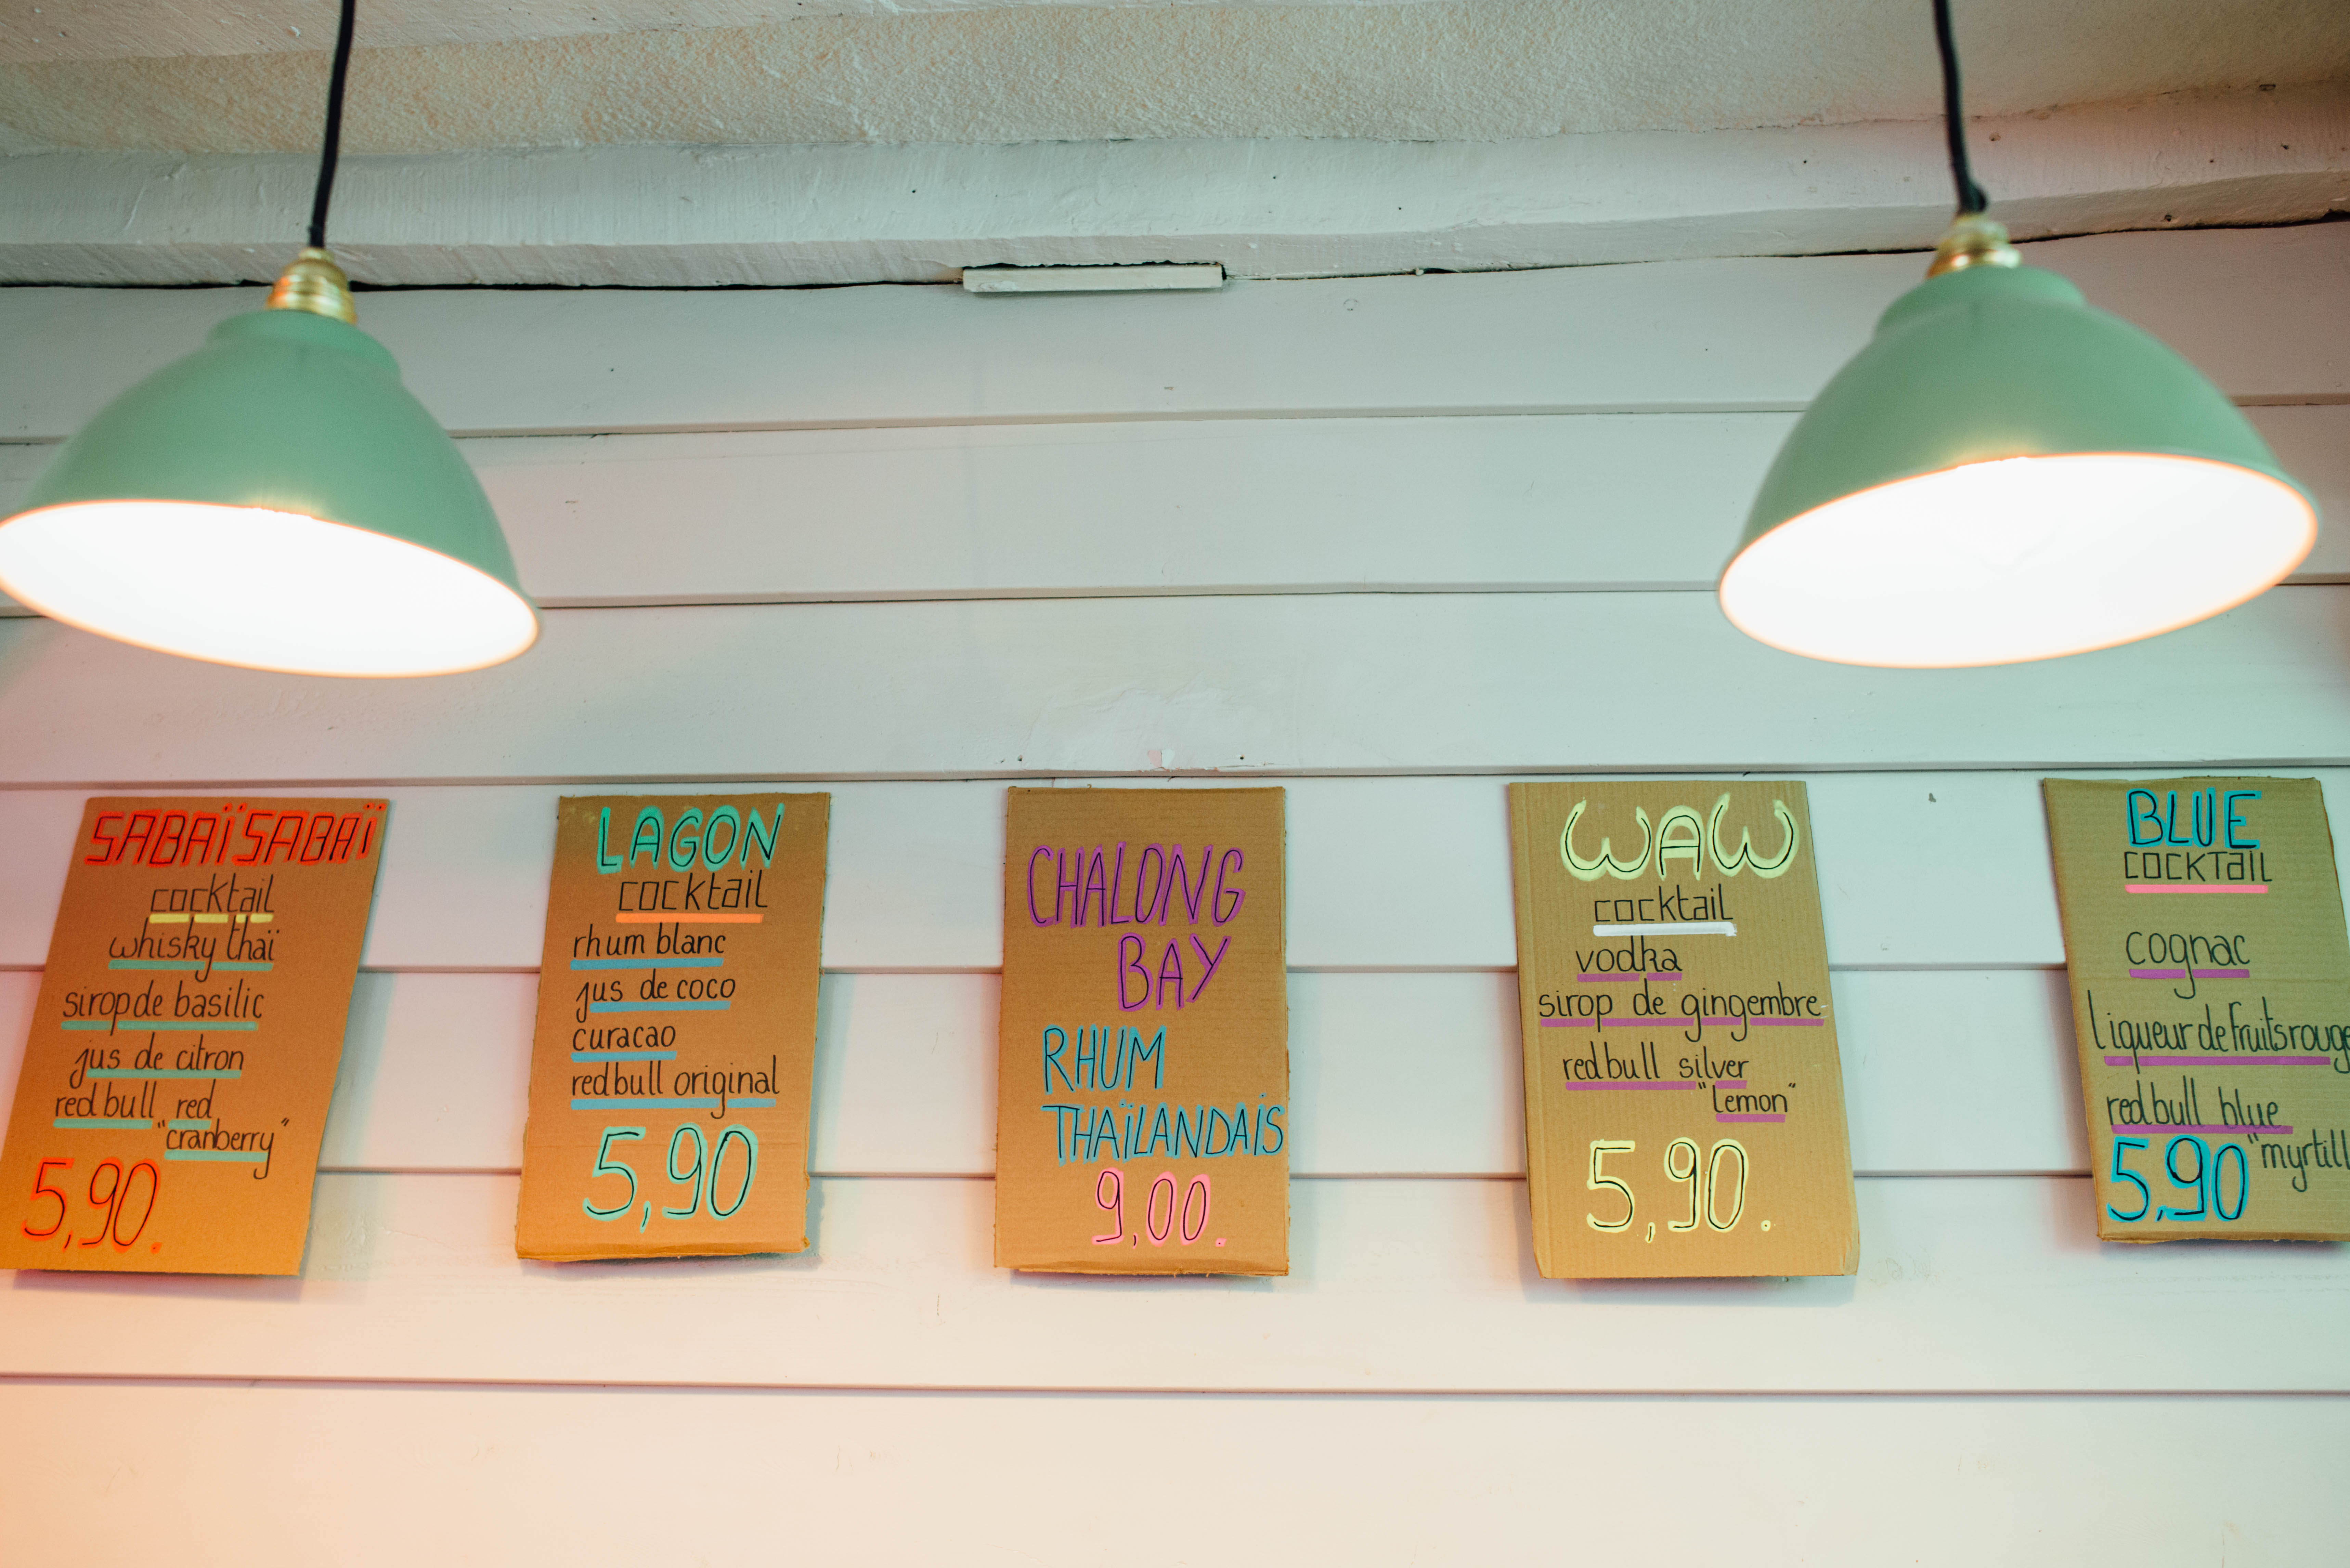 SABAÏ SABAÏ
cocktail
whisky thaï
sirop de basilic
jus de citron
red bull red
"cranberry"
5,90.
LAGON
cocktail
rhum blanc
jus de coco
curacao
red bull original
5,90
CHALONG
BAY
RHUM
THAÏLANDAIS
9,00.
WAW
cocktail
vodka
sirop de gingembre
red bull silver
"lemon"
5,90.
BLUE
COCKTAIL
cognac
liqueur de fruits rouge
red bull blue
"myrtill
5,90